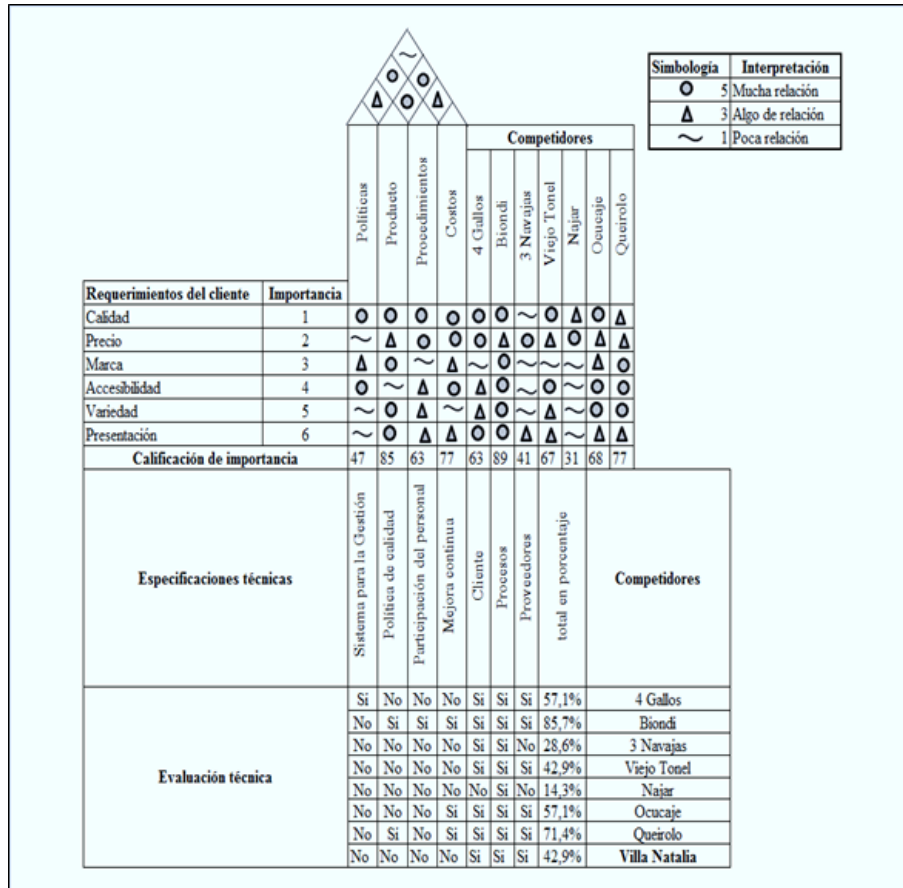 Simbología Interpretación
5 Mucha relación
3 Algo de relación
1 Poca relación
Competidores
Políticas
Producto
Procedimientos
Costos
4 Gallos
Biondi
3 Navajas
Viejo Tonel
Najar
Ocucaje
Queirolo
Requerimientos del cliente Importancia
Calidad 1
Precio 2
Marca 3
Accesibilidad 4
Variedad 5
Presentación 6
Calificación de importancia 47 85 63 77 63 89 41 67 31 68 77
Especificaciones técnicas
Sistema para la Gestión
Política de calidad
Participación del personal
Mejora continua
Cliente
Procesos
Proveedores
total en porcentaje
Competidores
Evaluación técnica
Si No No No Si Si Si 57,1% 4 Gallos
No Si Si Si Si Si Si 85,7% Biondi
No No No No Si Si No 28,6% 3 Navajas
No No No No Si Si Si 42,9% Viejo Tonel
No No No No No Si No 14,3% Najar
No No No Si Si Si Si 57,1% Ocucaje
No Si No Si Si Si Si 71,4% Queirolo
No No No No Si Si Si 42,9% Villa Natalia